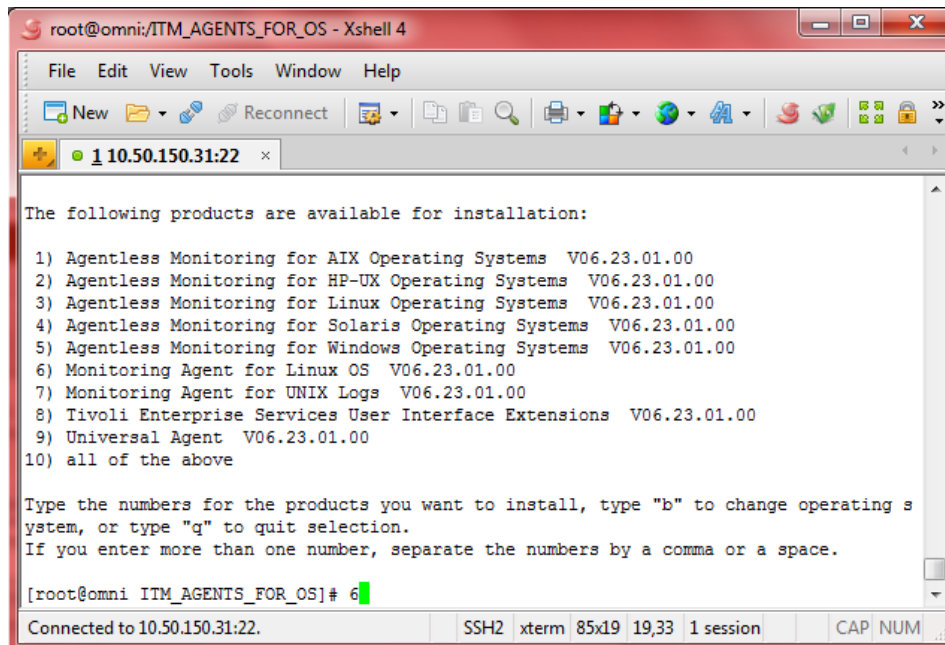 root@omni:/ITM_AGENTS_FOR_OS - Xshell 4
File Edit View Tools Window Help
New Reconnect
1 10.50.150.31:22 ×
The following products are available for installation:
1) Agentless Monitoring for AIX Operating Systems V06.23.01.00
2) Agentless Monitoring for HP-UX Operating Systems V06.23.01.00
3) Agentless Monitoring for Linux Operating Systems V06.23.01.00
4) Agentless Monitoring for Solaris Operating Systems V06.23.01.00
5) Agentless Monitoring for Windows Operating Systems V06.23.01.00
6) Monitoring Agent for Linux OS V06.23.01.00
7) Monitoring Agent for UNIX Logs V06.23.01.00
8) Tivoli Enterprise Services User Interface Extensions V06.23.01.00
9) Universal Agent V06.23.01.00
10) all of the above
Type the numbers for the products you want to install, type "b" to change operating s
ystem, or type "q" to quit selection.
If you enter more than one number, separate the numbers by a comma or a space.
[root@omni ITM_AGENTS_FOR_OS]# 6
Connected to 10.50.150.31:22. SSH2 xterm 85x19 19,33 1 session CAP NUM